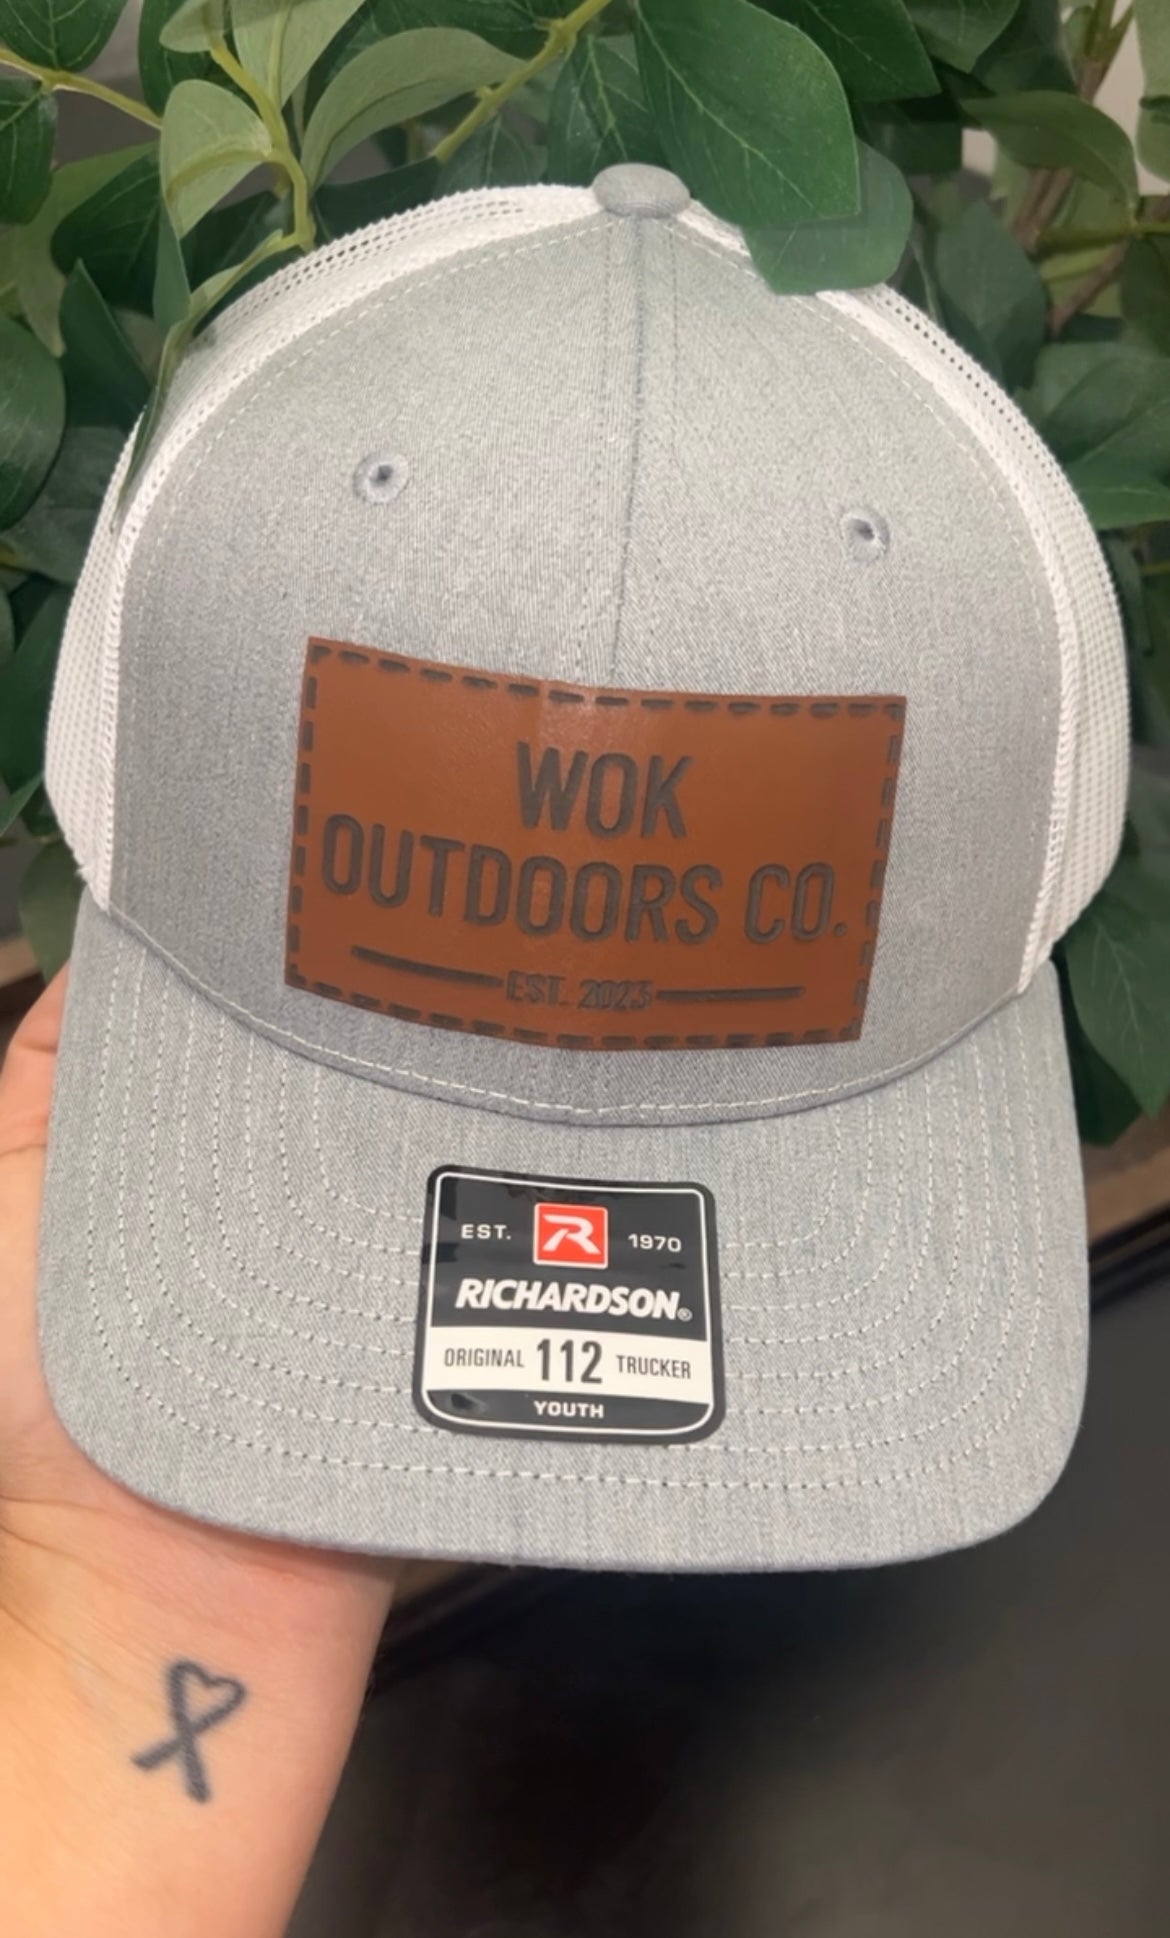 WOK
OUTDOORS CO.
EST. 2023
EST. R 1970
RICHARDSON®
ORIGINAL 112 TRUCKER
YOUTH